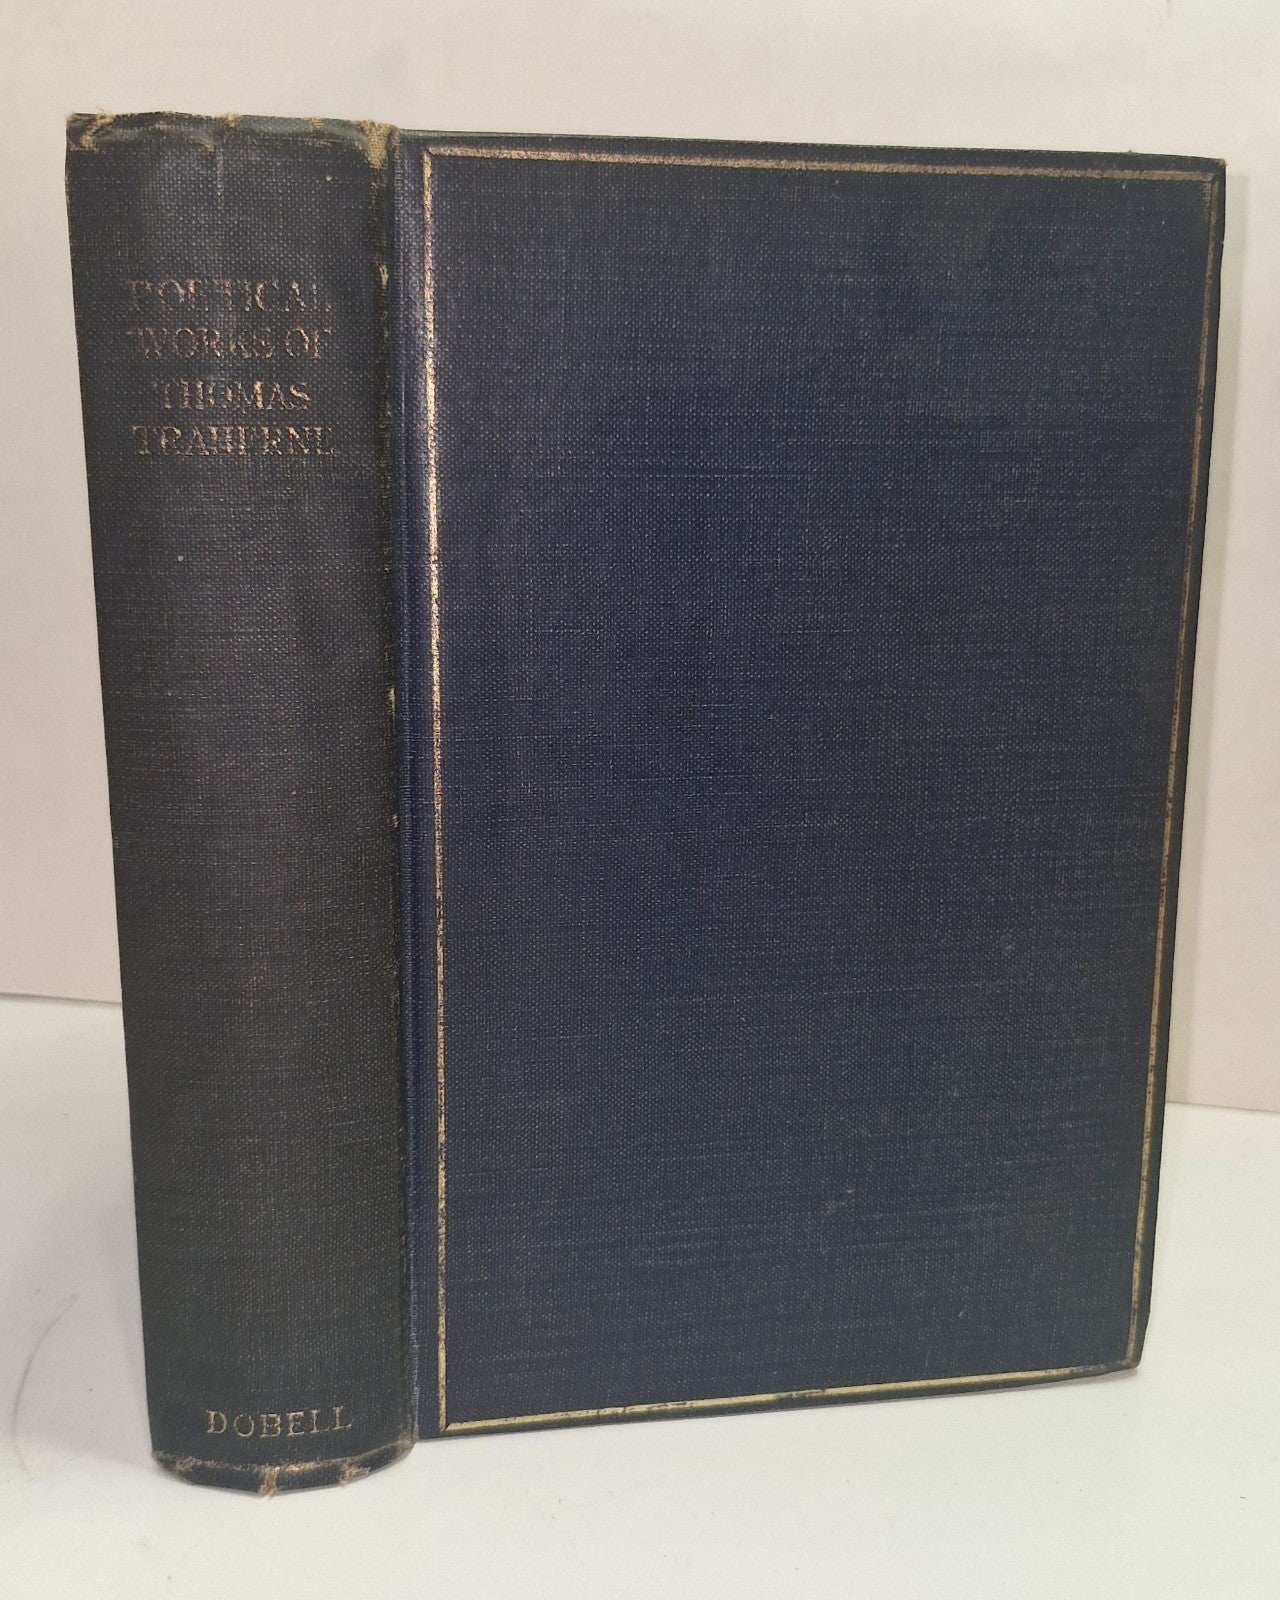 POETICAL
WORKS OF
THOMAS
TRAHERNE
DOBELL